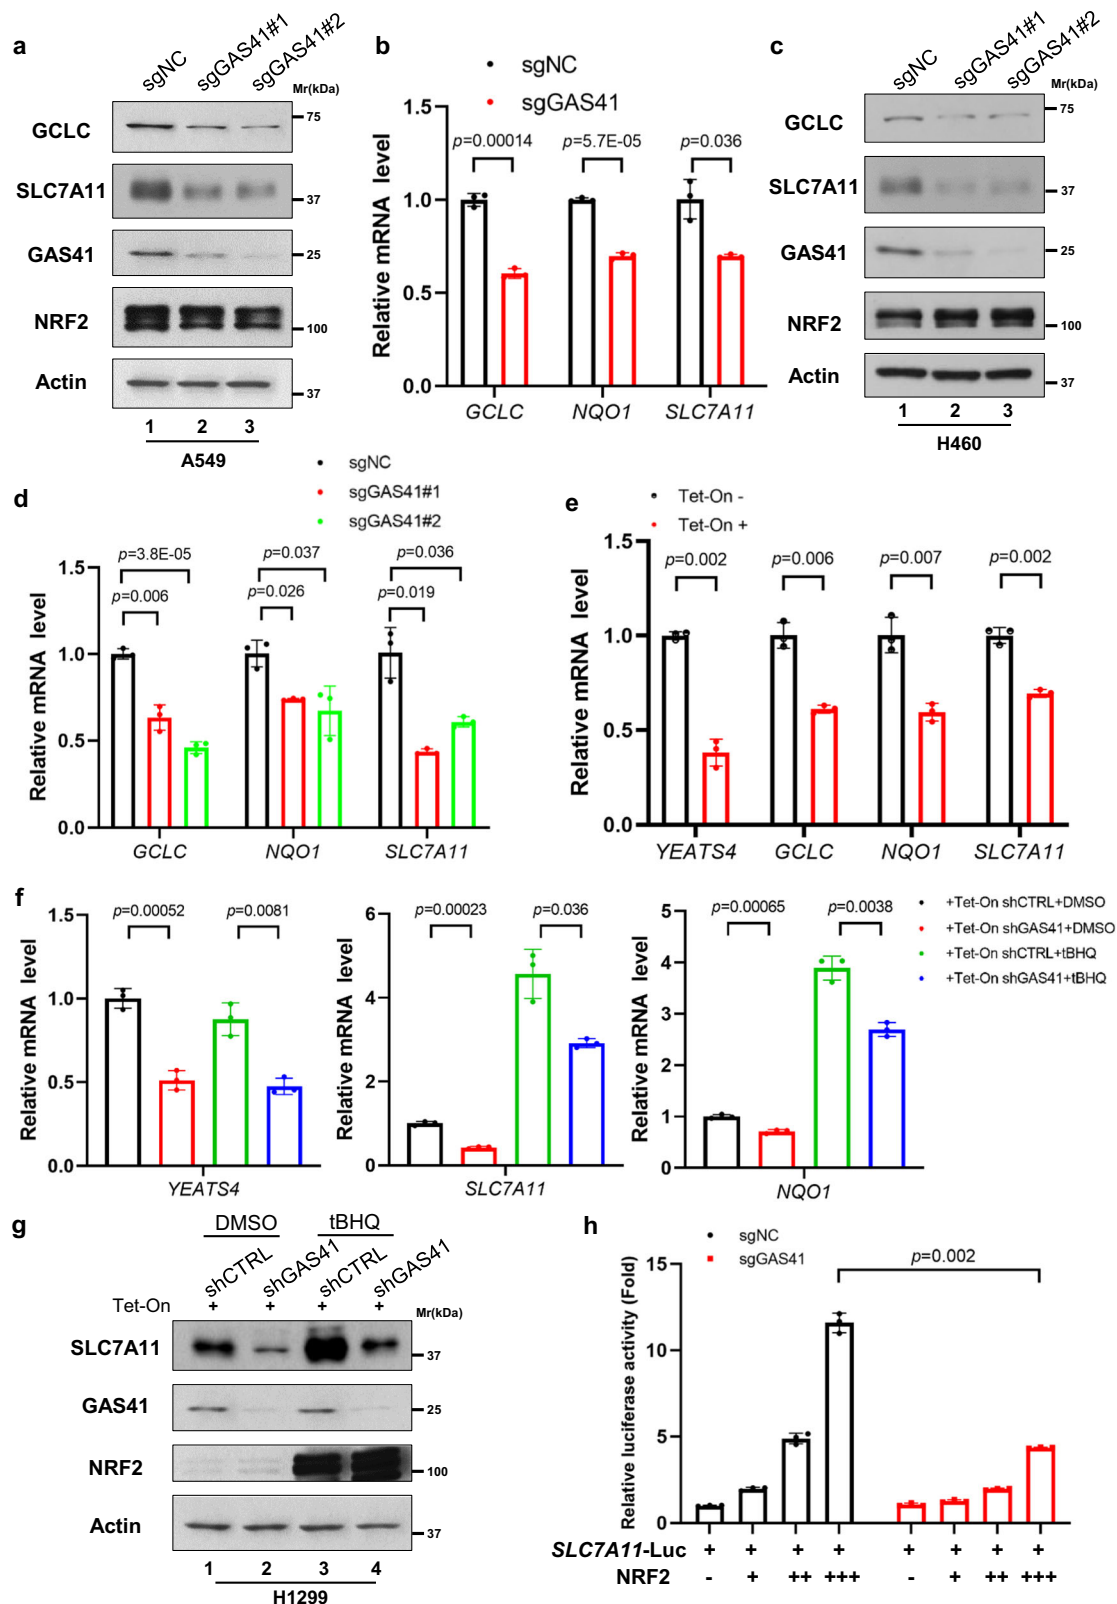 a
sgNC
sgGAS41#1
sgGAS41#2
Mr(kDa)
GCLC
75
SLC7A11
37
GAS41
25
NRF2
100
Actin
37
1 2 3
A549
b
sgNC
sgGAS41
Relative mRNA level
1.5
1.0
0.5
0.0
p=0.00014
p=5.7E-05
p=0.036
GCLC NQO1 SLC7A11
c
sgNC
sgGAS41#1
sgGAS41#2
Mr(kDa)
GCLC
75
SLC7A11
37
GAS41
25
NRF2
100
Actin
37
1 2 3
H460
d
sgNC
sgGAS41#1
sgGAS41#2
Relative mRNA level
1.5
1.0
0.5
0.0
p=3.8E-05
p=0.006
p=0.037
p=0.026
p=0.036
p=0.019
GCLC NQO1 SLC7A11
e
Tet-On -
Tet-On +
Relative mRNA level
1.5
1.0
0.5
0.0
p=0.002
p=0.006
p=0.007
p=0.002
YEATS4 GCLC NQO1 SLC7A11
f
Relative mRNA level
1.5
1.0
0.5
0.0
p=0.00052
p=0.0081
YEATS4
Relative mRNA level
6
4
2
0
p=0.00023
p=0.036
SLC7A11
Relative mRNA level
5
4
3
2
1
0
p=0.00065
p=0.0038
NQO1
+Tet-On shCTRL+DMSO
+Tet-On shGAS41+DMSO
+Tet-On shCTRL+tBHQ
+Tet-On shGAS41+tBHQ
g
DMSO tBHQ
shCTRL
shGAS41
shCTRL
shGAS41
Tet-On + + + +
Mr(kDa)
SLC7A11
37
GAS41
25
NRF2
100
Actin
37
1 2 3 4
H1299
h
sgNC
sgGAS41
Relative luciferase activity (Fold)
15
10
5
0
p=0.002
SLC7A11-Luc + + + + + + + +
NRF2 - + ++ +++ - + ++ +++